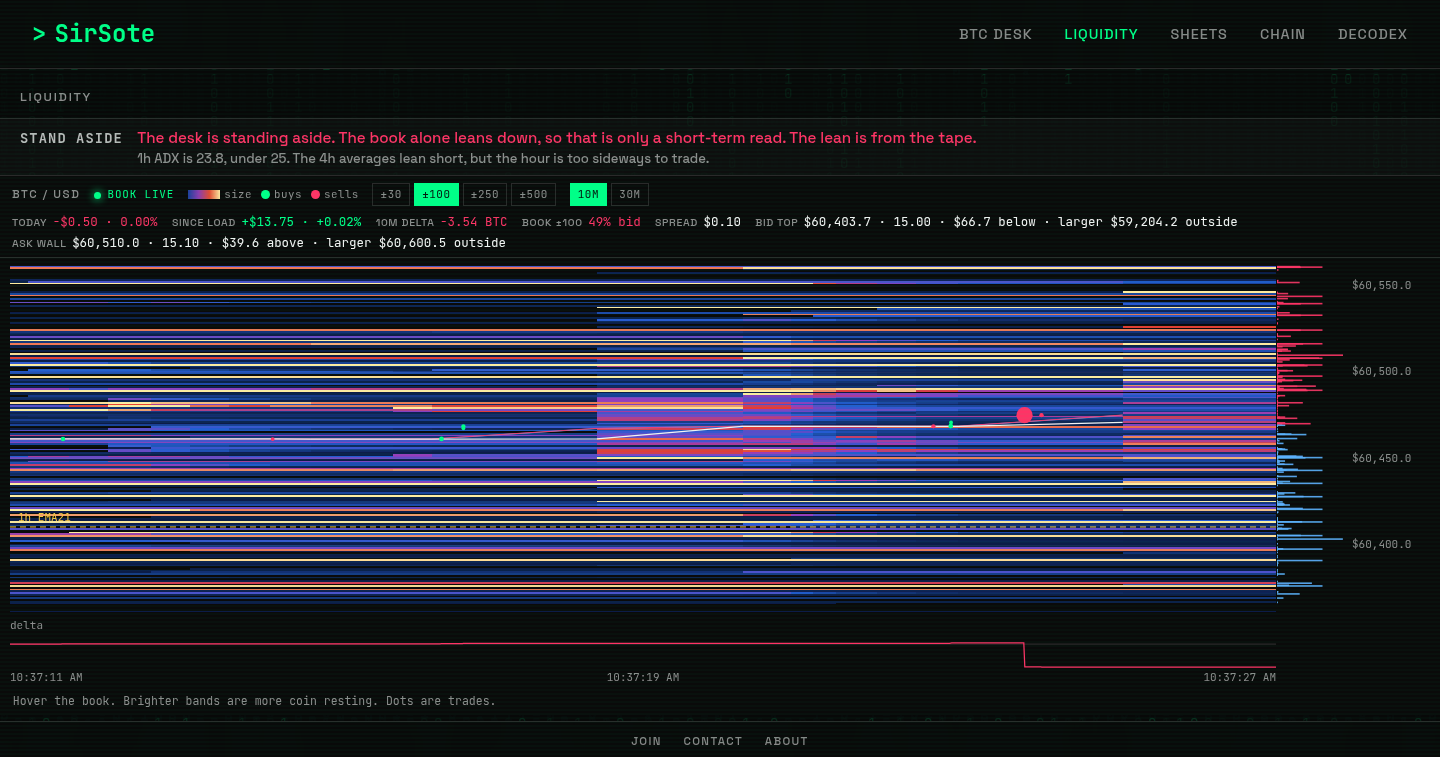 > SirSote
BTC DESK LIQUIDITY SHEETS CHAIN DECODEX
LIQUIDITY
STAND ASIDE The desk is standing aside. The book alone leans down, so that is only a short-term read. The lean is from the tape.
1h ADX is 23.8, under 25. The 4h averages lean short, but the hour is too sideways to trade.
BTC / USD BOOK LIVE size buys sells ±30 ±100 ±250 ±500 10M 30M
TODAY -$0.50 · 0.00% SINCE LOAD +$13.75 · +0.02% 10M DELTA -3.54 BTC BOOK ±100 49% bid SPREAD $0.10 BID TOP $60,403.7 · 15.00 · $66.7 below · larger $59,204.2 outside
ASK WALL $60,510.0 · 15.10 · $39.6 above · larger $60,600.5 outside
$60,550.0
$60,500.0
$60,450.0
1h EMA21
$60,400.0
delta
10:37:11 AM 10:37:19 AM 10:37:27 AM
Hover the book. Brighter bands are more coin resting. Dots are trades.
JOIN CONTACT ABOUT